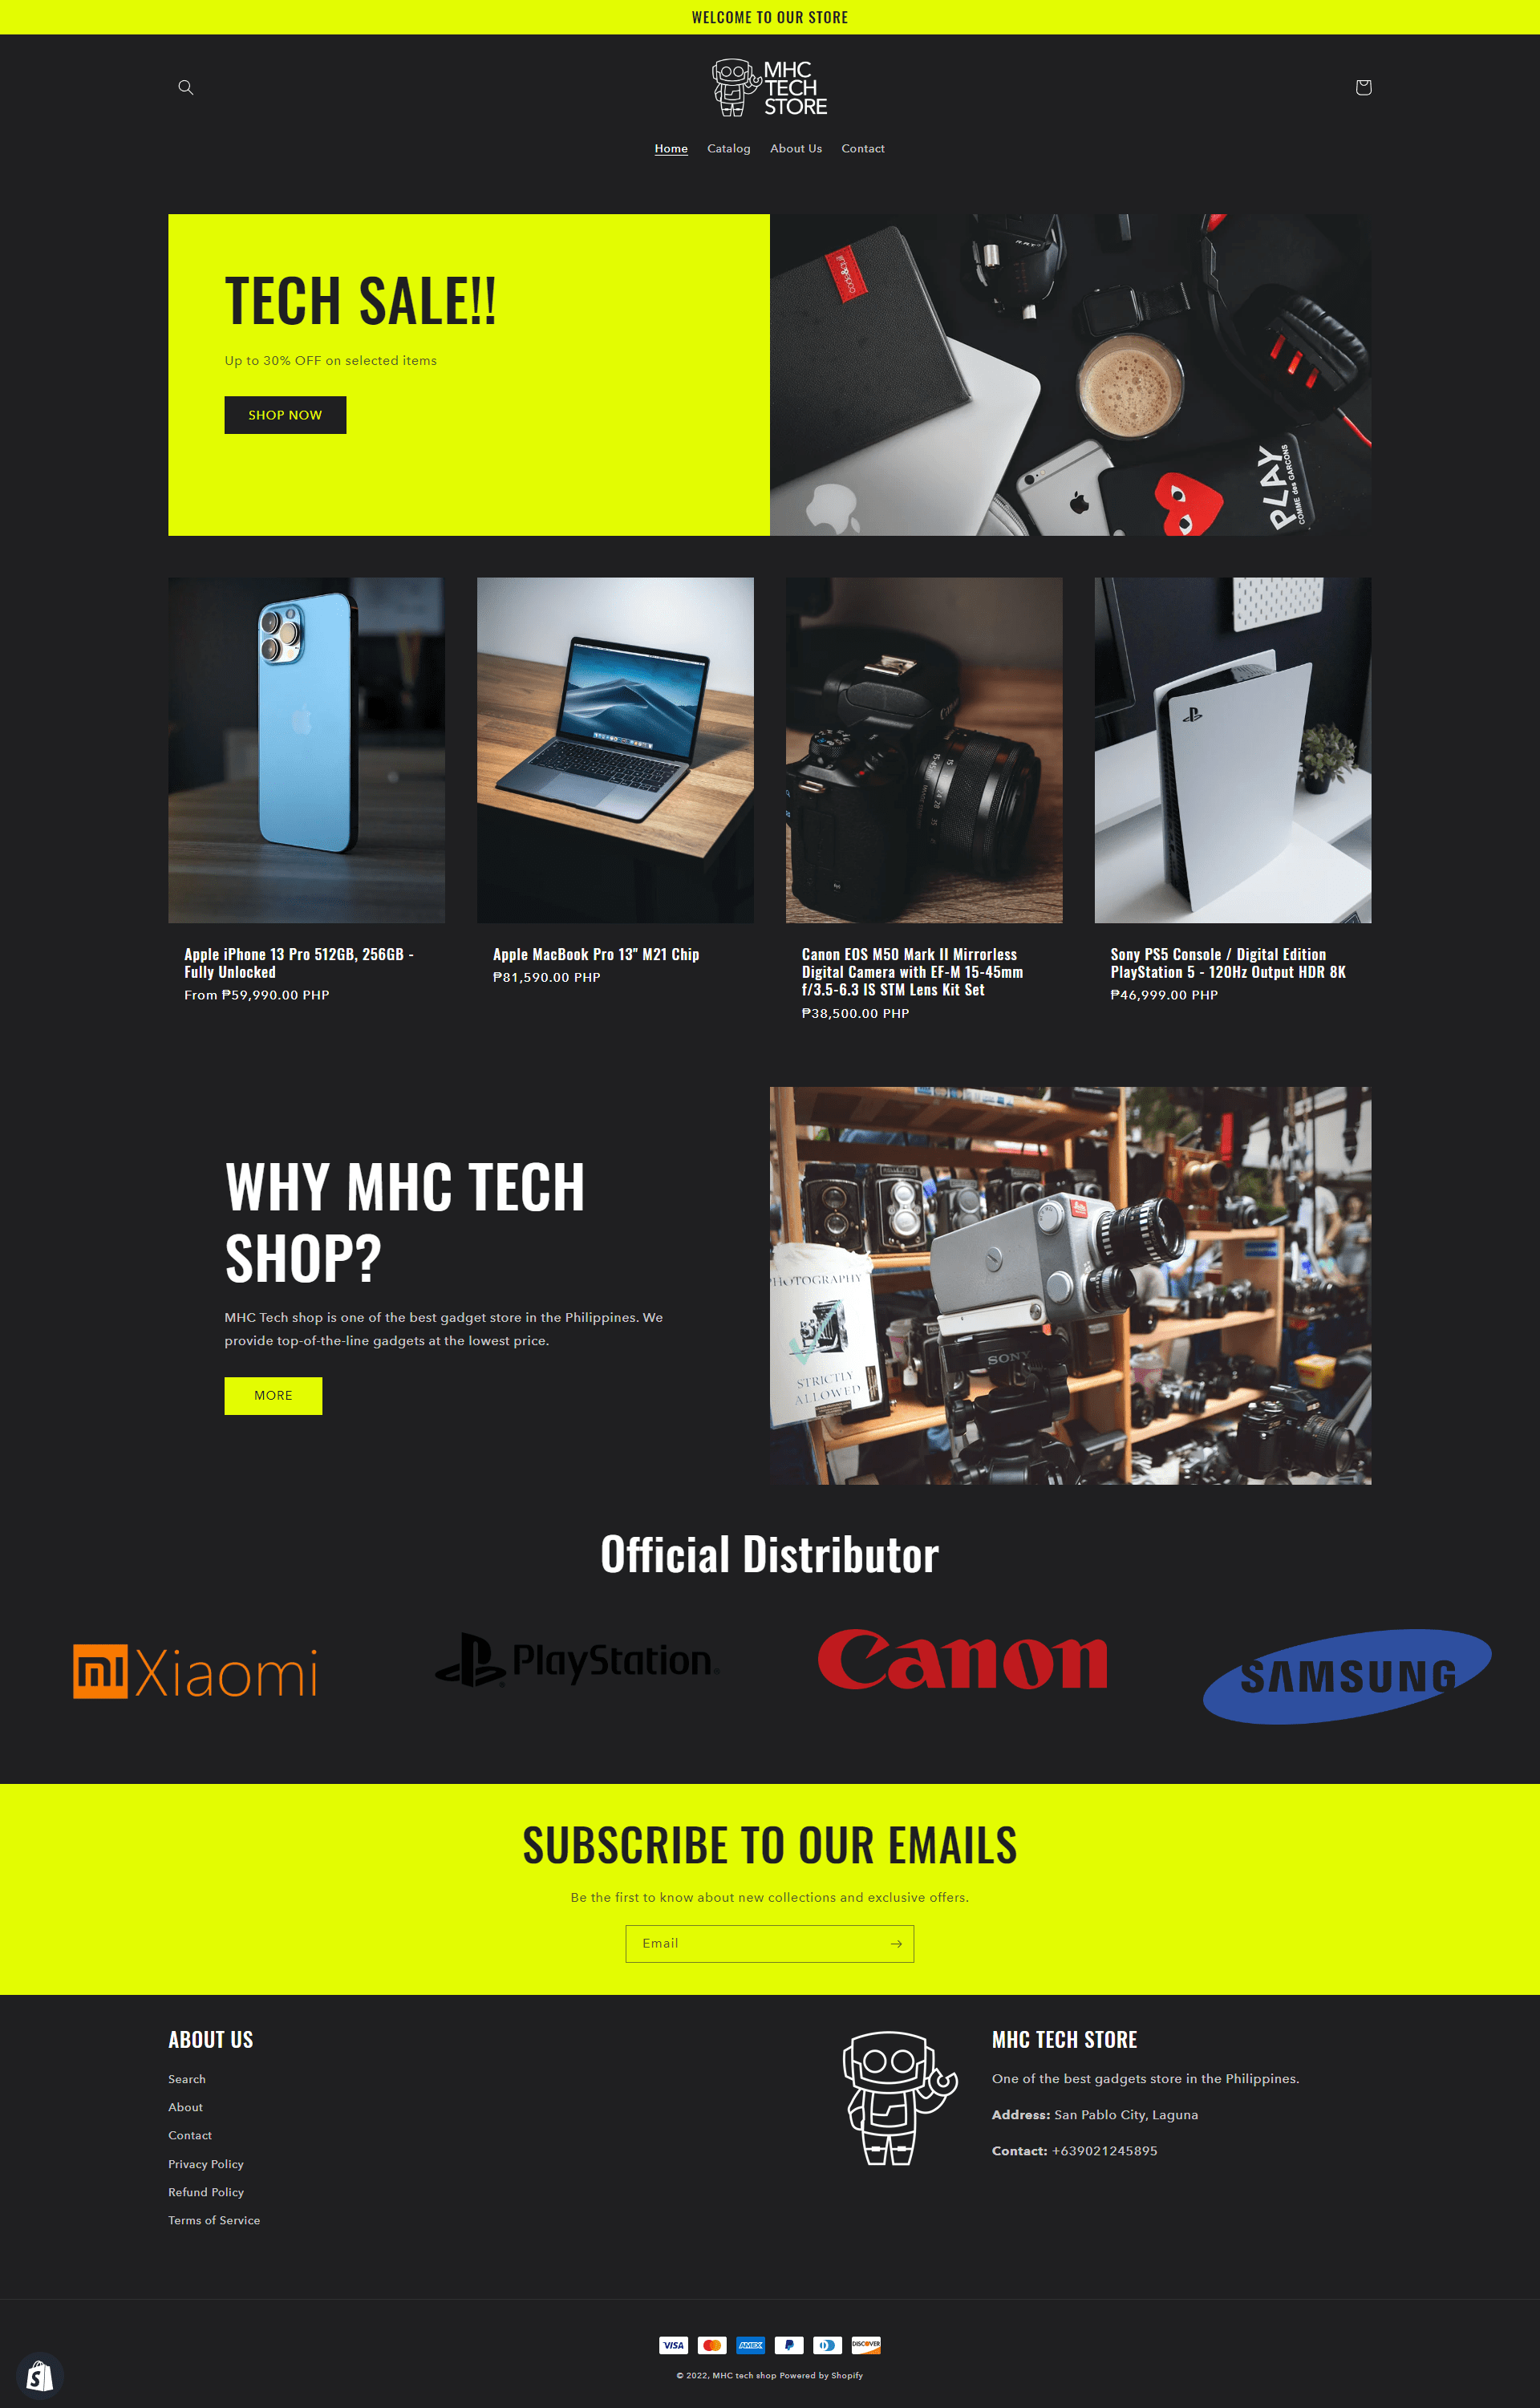 WELCOME TO OUR STORE
MHC
TECH
STORE
Home Catalog About Us Contact
TECH SALE!!
Up to 30% OFF on selected items
SHOP NOW
cocksack
PLAY
COMME des GARCONS
Canon
Apple iPhone 13 Pro 512GB, 256GB -
Fully Unlocked
From ₱59,990.00 PHP
Apple MacBook Pro 13" M21 Chip
₱81,590.00 PHP
Canon EOS M50 Mark II Mirrorless
Digital Camera with EF-M 15-45mm
f/3.5-6.3 IS STM Lens Kit Set
₱38,500.00 PHP
Sony PS5 Console / Digital Edition
PlayStation 5 - 120Hz Output HDR 8K
₱46,999.00 PHP
WHY MHC TECH
SHOP?
MHC Tech shop is one of the best gadget store in the Philippines. We
provide top-of-the-line gadgets at the lowest price.
MORE
PHOTOGRAPHY
STRICTLY
ALLOWED
SONY
Official Distributor
mi Xiaomi
PlayStation®
Canon
SAMSUNG
SUBSCRIBE TO OUR EMAILS
Be the first to know about new collections and exclusive offers.
Email
ABOUT US
Search
About
Contact
Privacy Policy
Refund Policy
Terms of Service
MHC TECH STORE
One of the best gadgets store in the Philippines.
Address: San Pablo City, Laguna
Contact: +639021245895
VISA AMEX DISCOVER
© 2022, MHC tech shop Powered by Shopify